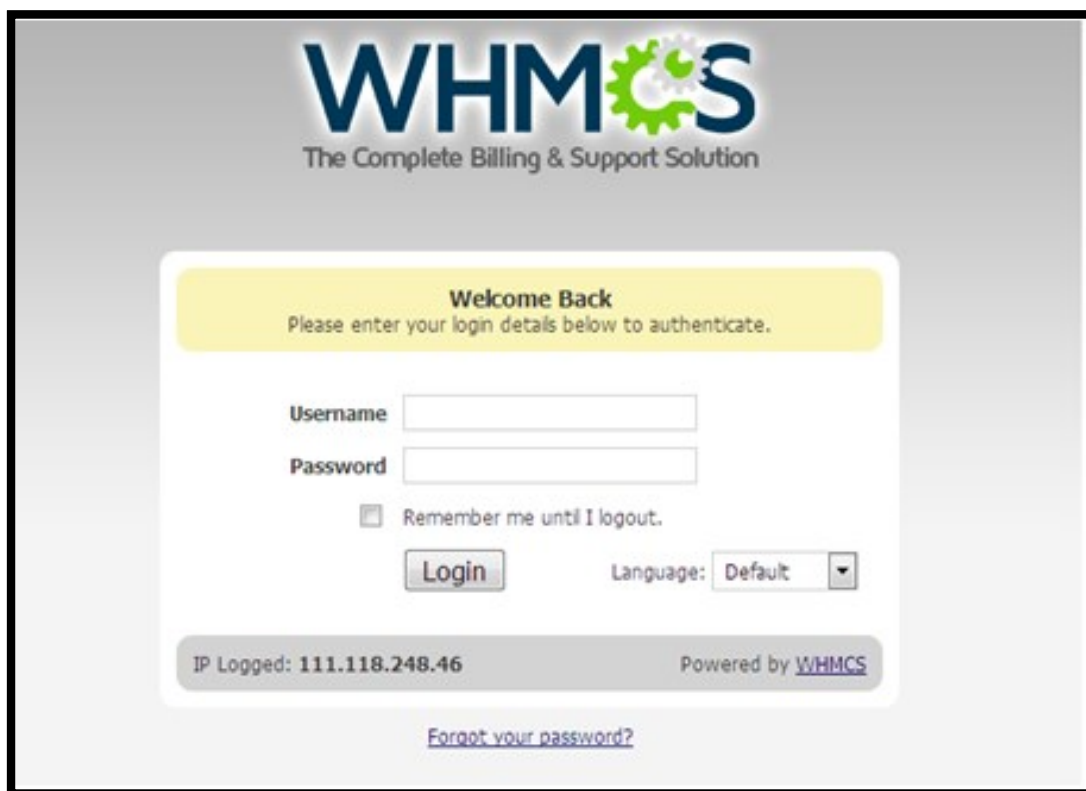 WHMCS
The Complete Billing & Support Solution
Welcome Back
Please enter your login details below to authenticate.
Username
Password
Remember me until I logout.
Login
Language: Default
IP Logged: 111.118.248.46
Powered by WHMCS
Forgot your password?